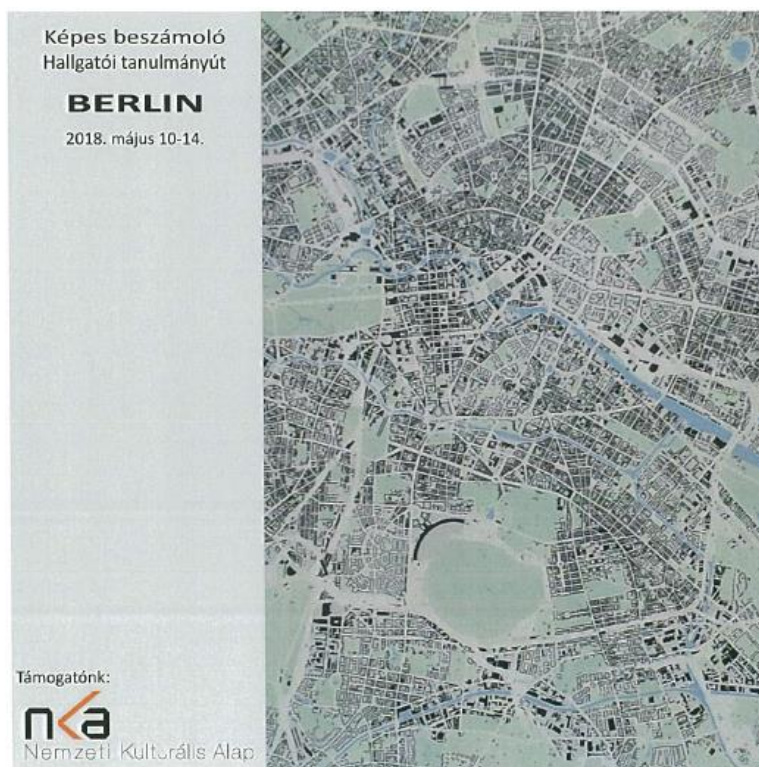 Képes beszámoló
Hallgatói tanulmányút
BERLIN
2018. május 10-14.
Támogatónk:
nka
Nemzeti Kulturális Alap